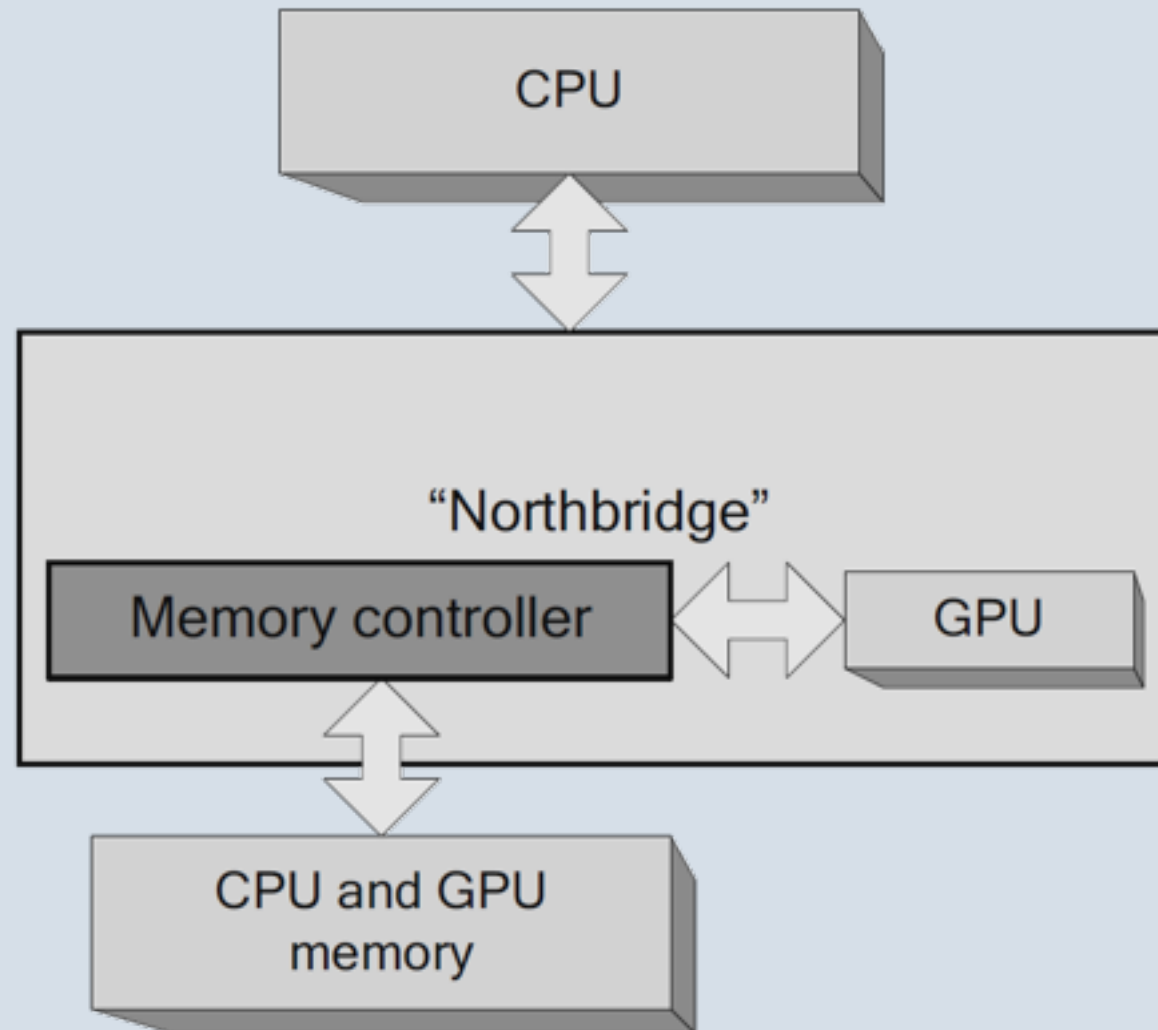 CPU
“Northbridge”
Memory controller
GPU
CPU and GPU
memory